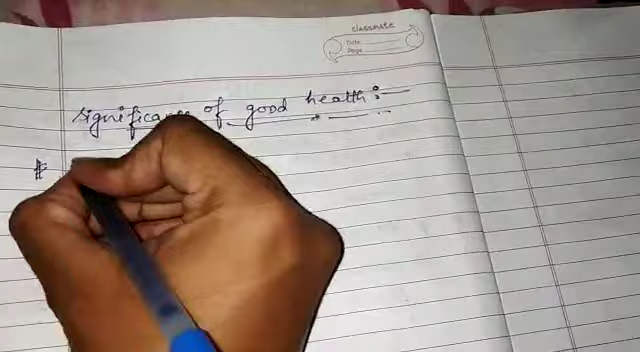 classmate
Date
Page
Significance of good health :-
#